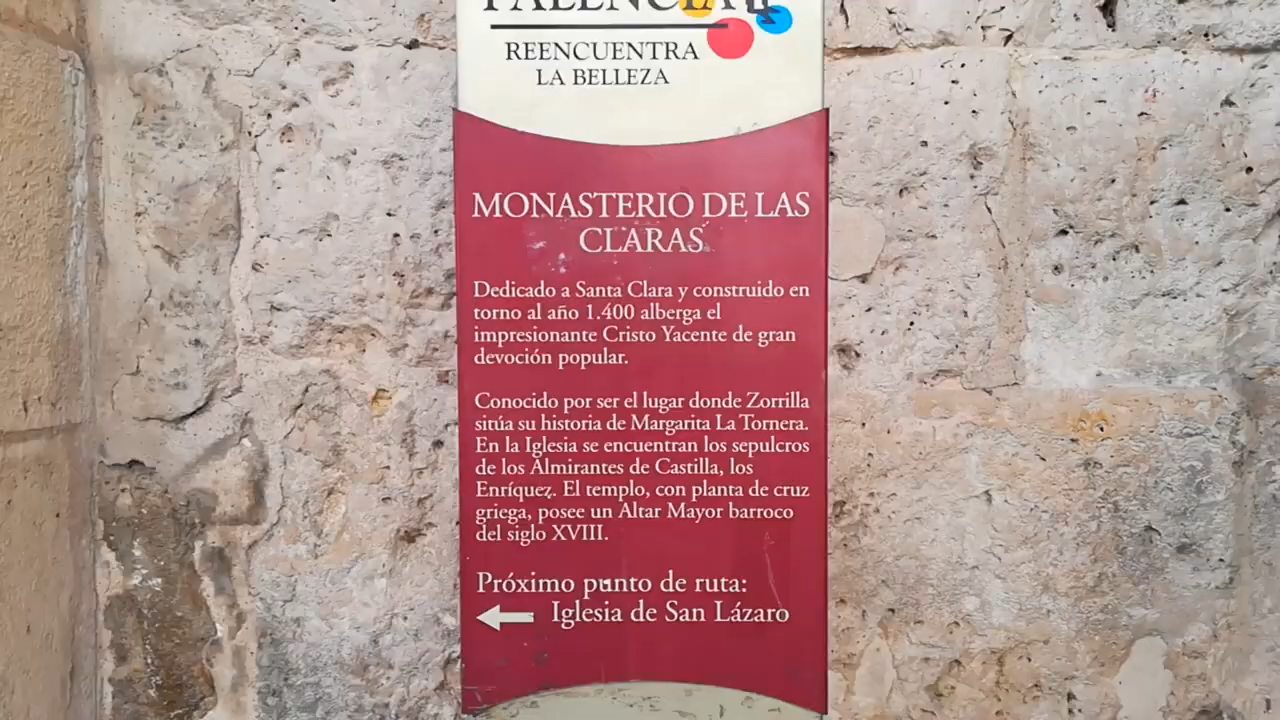 PALENCIA
REENCUENTRA
LA BELLEZA
MONASTERIO DE LAS
CLARAS
Dedicado a Santa Clara y construido en
torno al año 1.400 alberga el
impresionante Cristo Yacente de gran
devoción popular.
Conocido por ser el lugar donde Zorrilla
sitúa su historia de Margarita La Tornera.
En la Iglesia se encuentran los sepulcros
de los Almirantes de Castilla, los
Enríquez. El templo, con planta de cruz
griega, posee un Altar Mayor barroco
del siglo XVIII.
Próximo punto de ruta:
Iglesia de San Lázaro